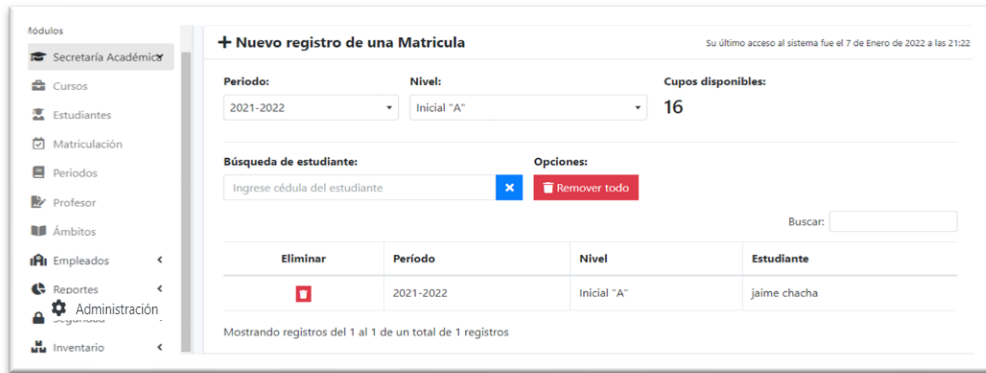 Módulos
Secretaría Académica
Cursos
Estudiantes
Matriculación
Periodos
Profesor
Ámbitos
Empleados
Reportes
Administración
Inventario
Nuevo registro de una Matricula
Su último acceso al sistema fue el 7 de Enero de 2022 a las 21:22
Periodo: Nivel: Cupos disponibles:
2021-2022 Inicial "A" 16
Búsqueda de estudiante: Opciones:
Ingrese cédula del estudiante Remover todo
Buscar:
Eliminar Período Nivel Estudiante
2021-2022 Inicial "A" jaime chacha
Mostrando registros del 1 al 1 de un total de 1 registros